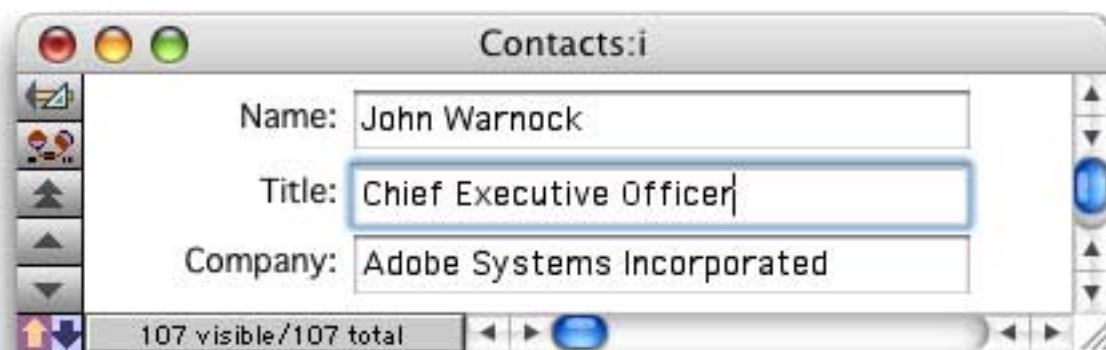 Contacts:i
Name: John Warnock
Title: Chief Executive Officer
Company: Adobe Systems Incorporated
107 visible/107 total